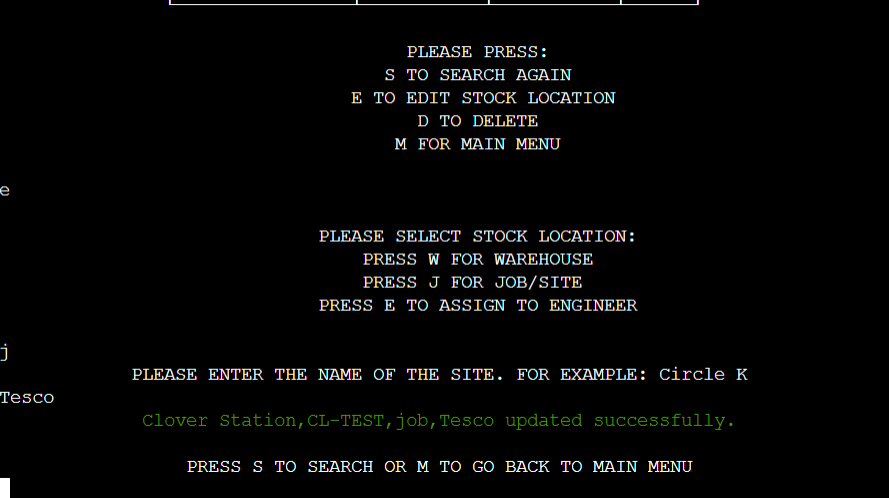 PLEASE PRESS:
S TO SEARCH AGAIN
E TO EDIT STOCK LOCATION
D TO DELETE
M FOR MAIN MENU
e
PLEASE SELECT STOCK LOCATION:
PRESS W FOR WAREHOUSE
PRESS J FOR JOB/SITE
PRESS E TO ASSIGN TO ENGINEER
j
PLEASE ENTER THE NAME OF THE SITE. FOR EXAMPLE: Circle K
Tesco
Clover Station,CL-TEST,job,Tesco updated successfully.
PRESS S TO SEARCH OR M TO GO BACK TO MAIN MENU